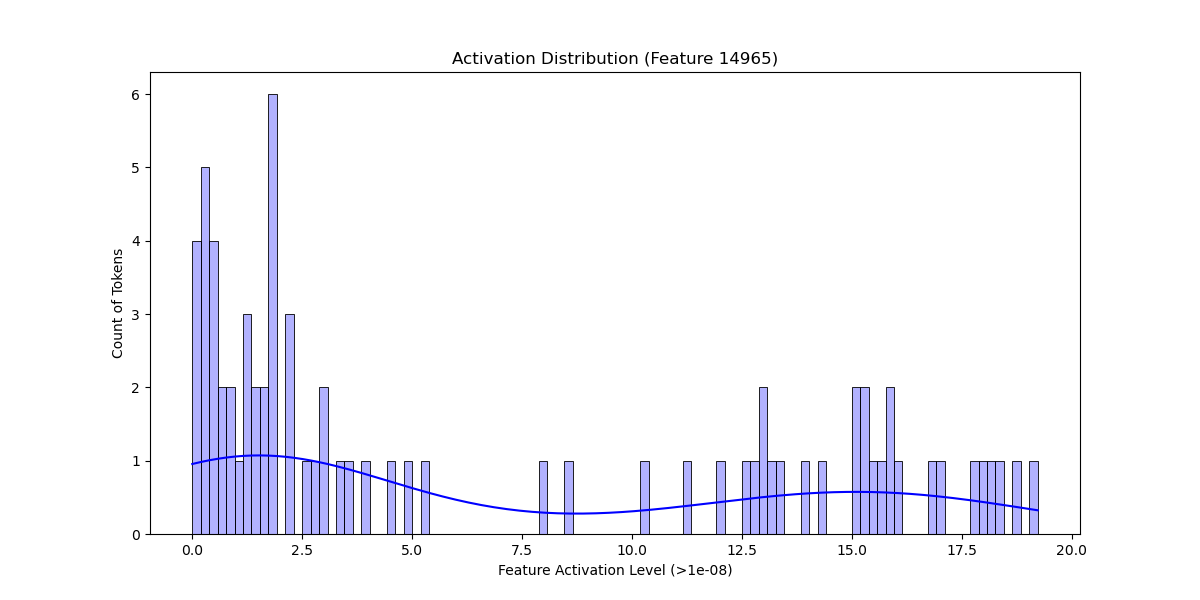 Activation Distribution (Feature 14965)
Count of Tokens
6
5
4
3
2
1
0
0.0 2.5 5.0 7.5 10.0 12.5 15.0 17.5 20.0
Feature Activation Level (>1e-08)